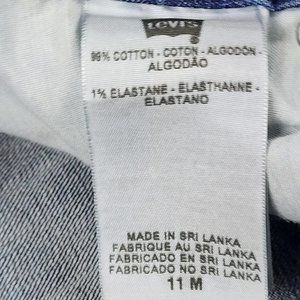 LEVI'S
®
99% COTTON - COTON - ALGODÓN -
ALGODÃO
1% ELASTANE - ELASTHANNE -
ELASTANO
MADE IN SRI LANKA
FABRIQUE AU SRI LANKA
FABRICADO EN SRI LANKA
FABRICADO NO SRI LANKA
11 M